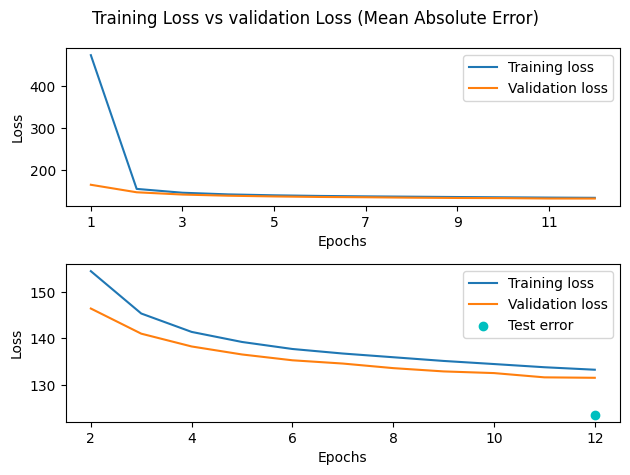 Training Loss vs validation Loss (Mean Absolute Error)
400
300
200
Loss
Training loss
Validation loss
1 3 5 7 9 11
Epochs
150
140
130
Loss
Training loss
Validation loss
Test error
2 4 6 8 10 12
Epochs